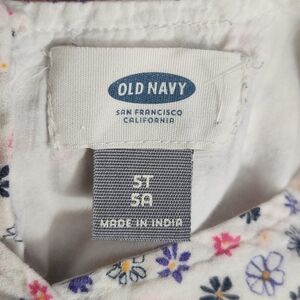 OLD NAVY
SAN FRANCISCO
CALIFORNIA
5T
5A
MADE IN INDIA